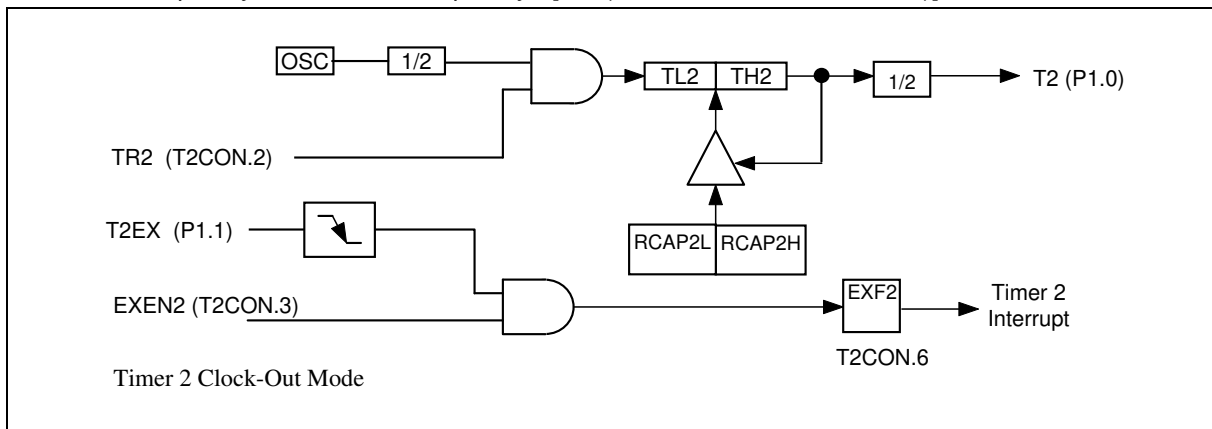 OSC 1/2 TL2 TH2 1/2 T2 (P1.0)
TR2 (T2CON.2)
T2EX (P1.1)
RCAP2L RCAP2H
EXEN2 (T2CON.3)
EXF2
Timer 2
Interrupt
T2CON.6
Timer 2 Clock-Out Mode